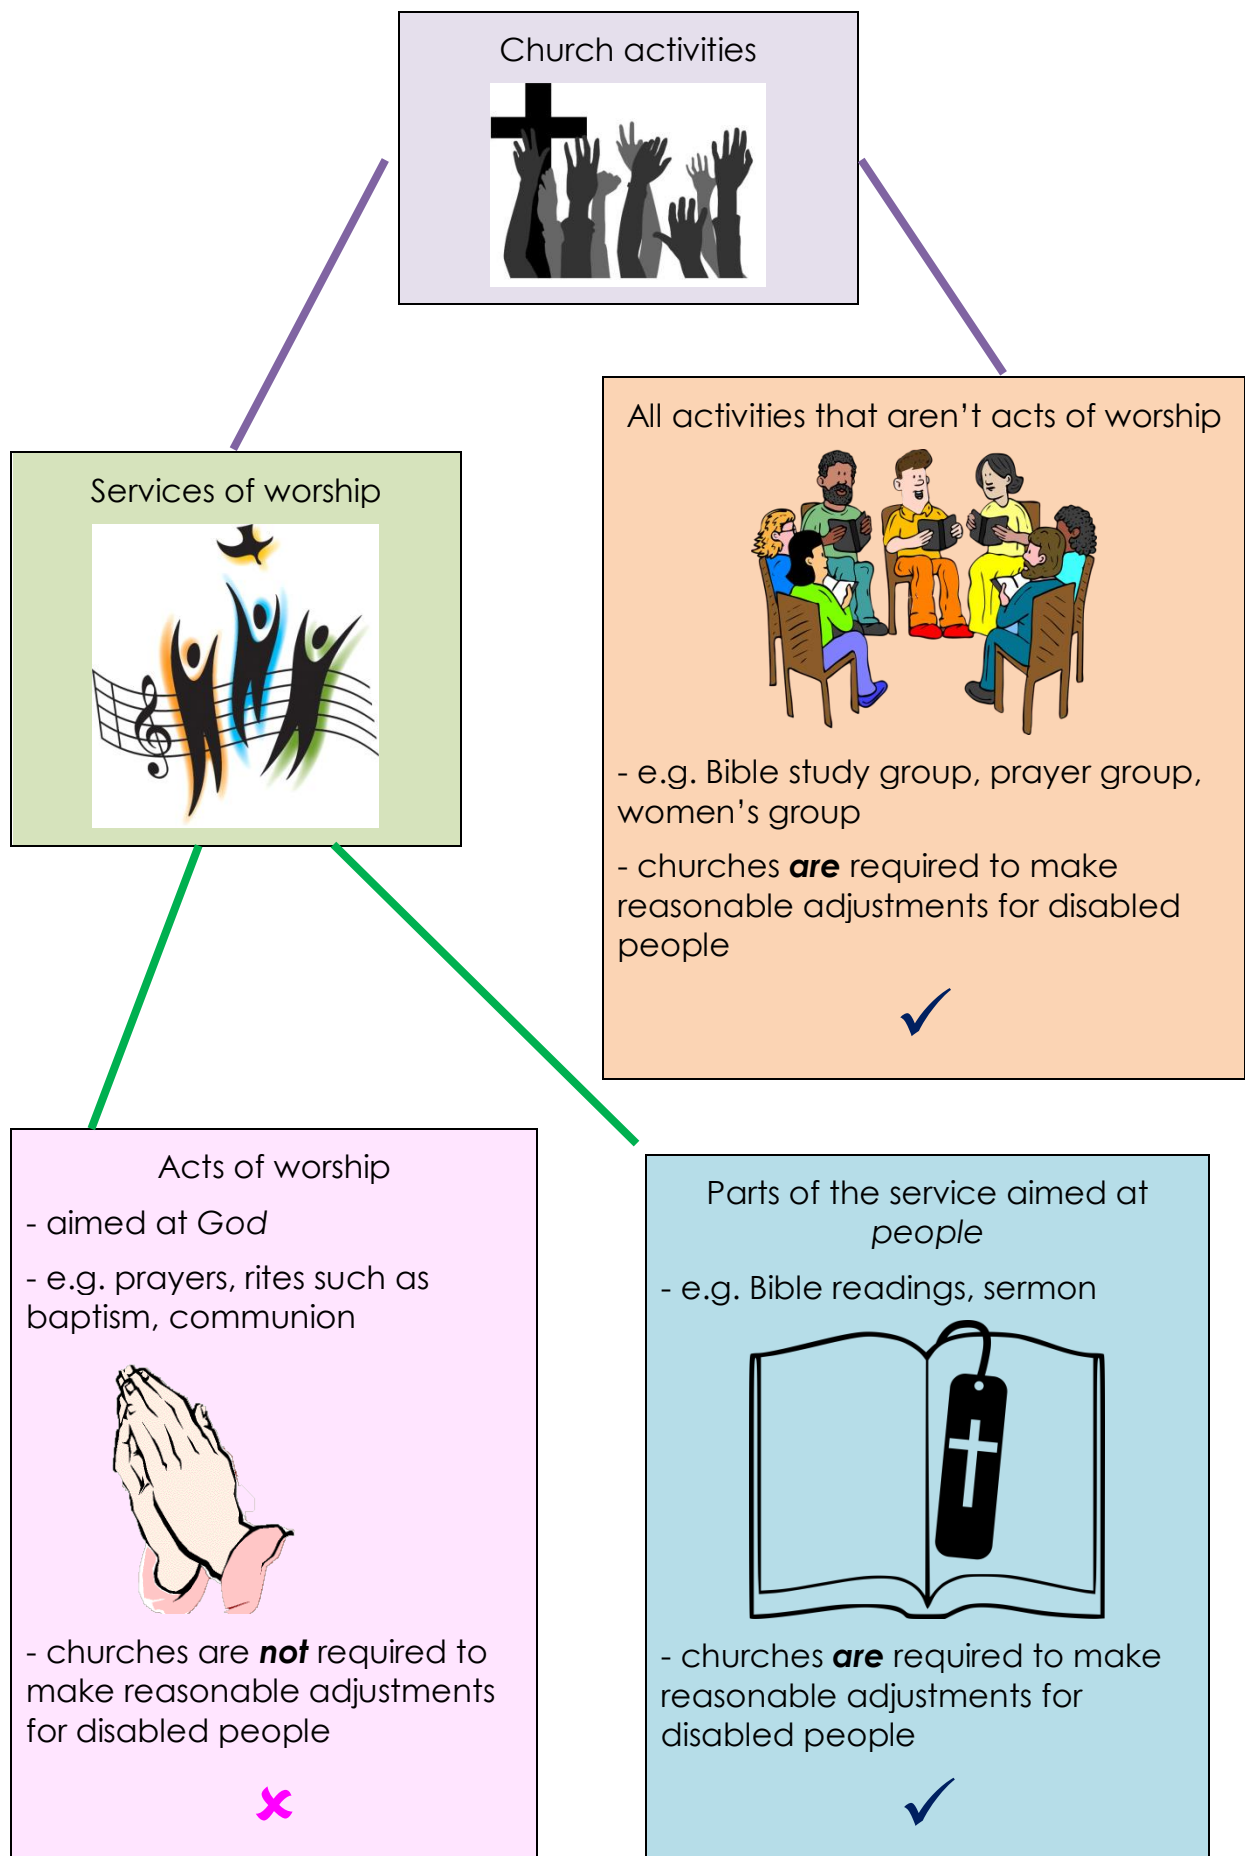 Church activities
All activities that aren’t acts of worship
- e.g. Bible study group, prayer group,
women’s group
- churches are required to make
reasonable adjustments for disabled
people
Services of worship
Acts of worship
- aimed at God
- e.g. prayers, rites such as
baptism, communion
- churches are not required to
make reasonable adjustments
for disabled people
Parts of the service aimed at
people
- e.g. Bible readings, sermon
- churches are required to make
reasonable adjustments for
disabled people